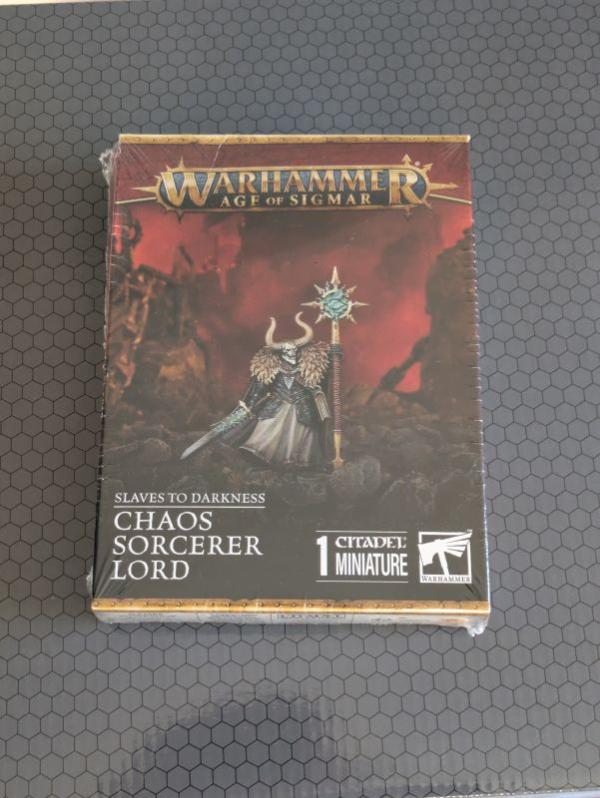 WARHAMMER
AGE OF SIGMAR
SLAVES TO DARKNESS
CHAOS
SORCERER
LORD
1 CITADEL
MINIATURE
WARHAMMER